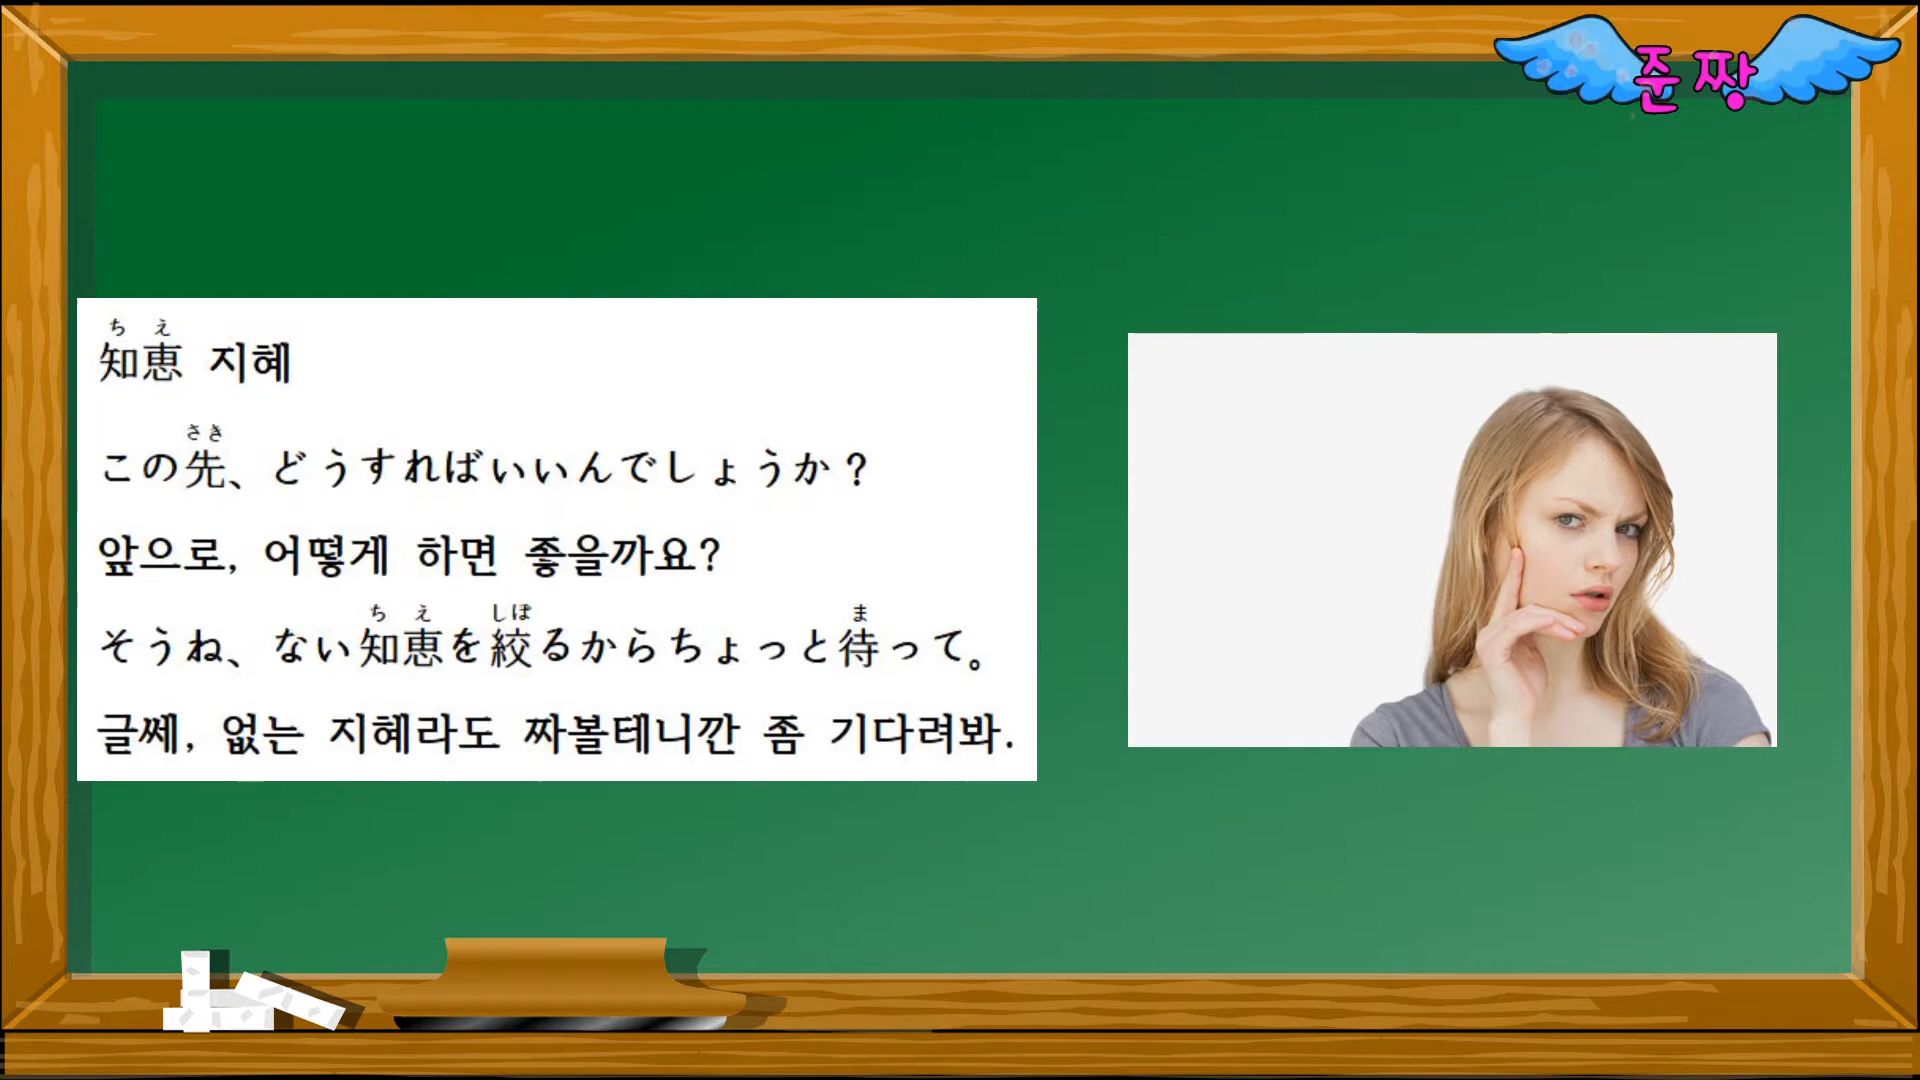 준짱
ち え
知恵 지혜
さき
この先、どうすればいいんでしょうか?
앞으로, 어떻게 하면 좋을까요?
ち え しぼ ま
そうね、ない知恵を絞るからちょっと待って。
글쎄, 없는 지혜라도 짜볼테니깐 좀 기다려봐.